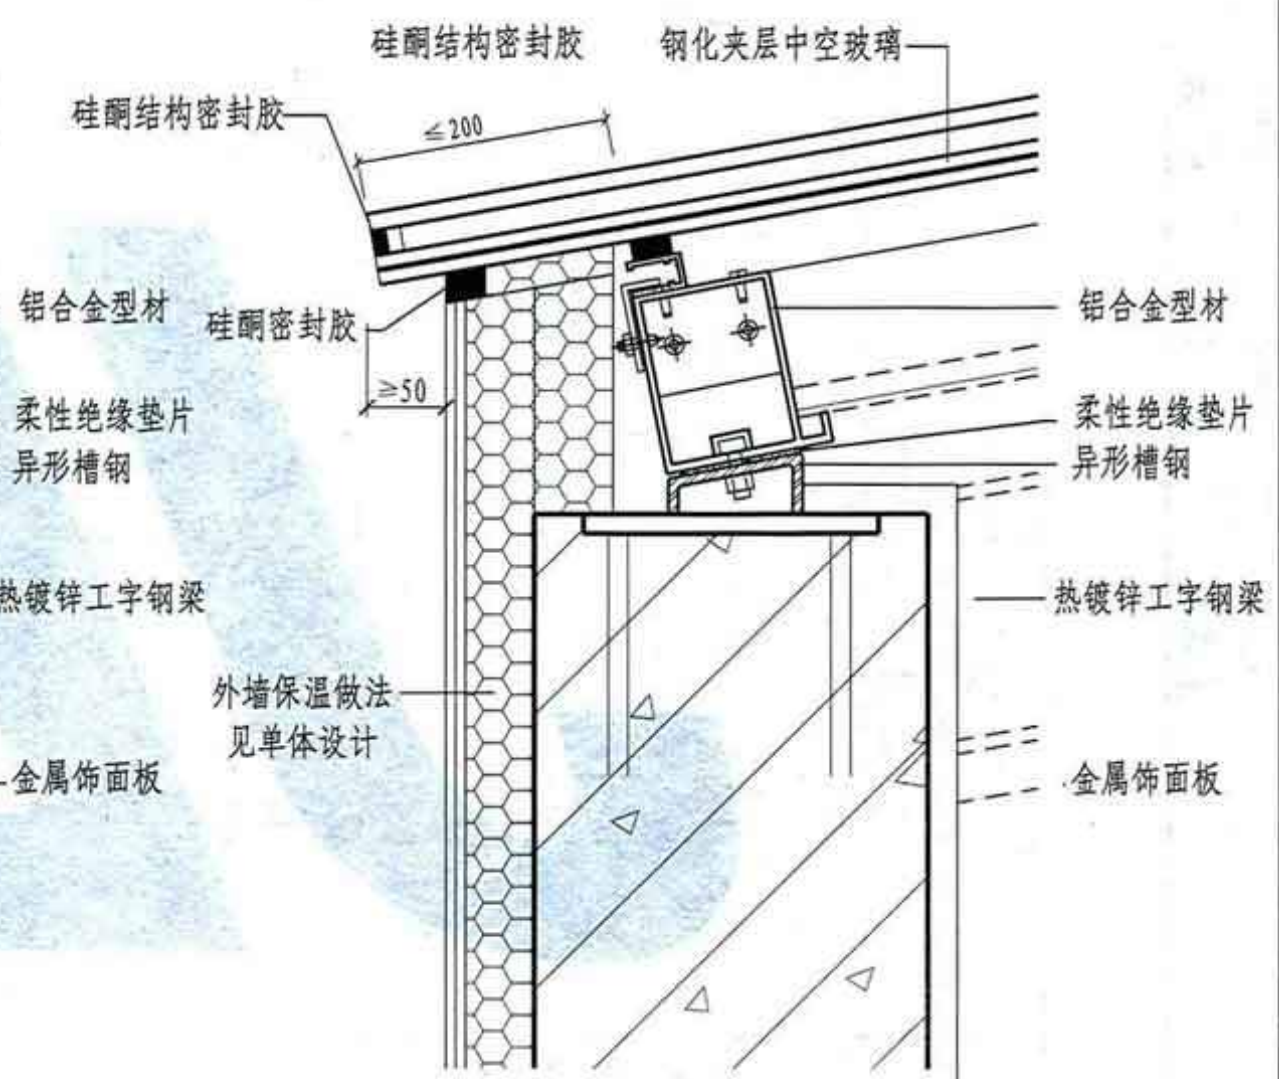 硅酮结构密封胶
钢化夹层中空玻璃
硅酮结构密封胶
≤200
铝合金型材
硅酮密封胶
铝合金型材
≥50
柔性绝缘垫片
异形槽钢
柔性绝缘垫片
异形槽钢
热镀锌工字钢梁
热镀锌工字钢梁
外墙保温做法
见单体设计
金属饰面板
金属饰面板